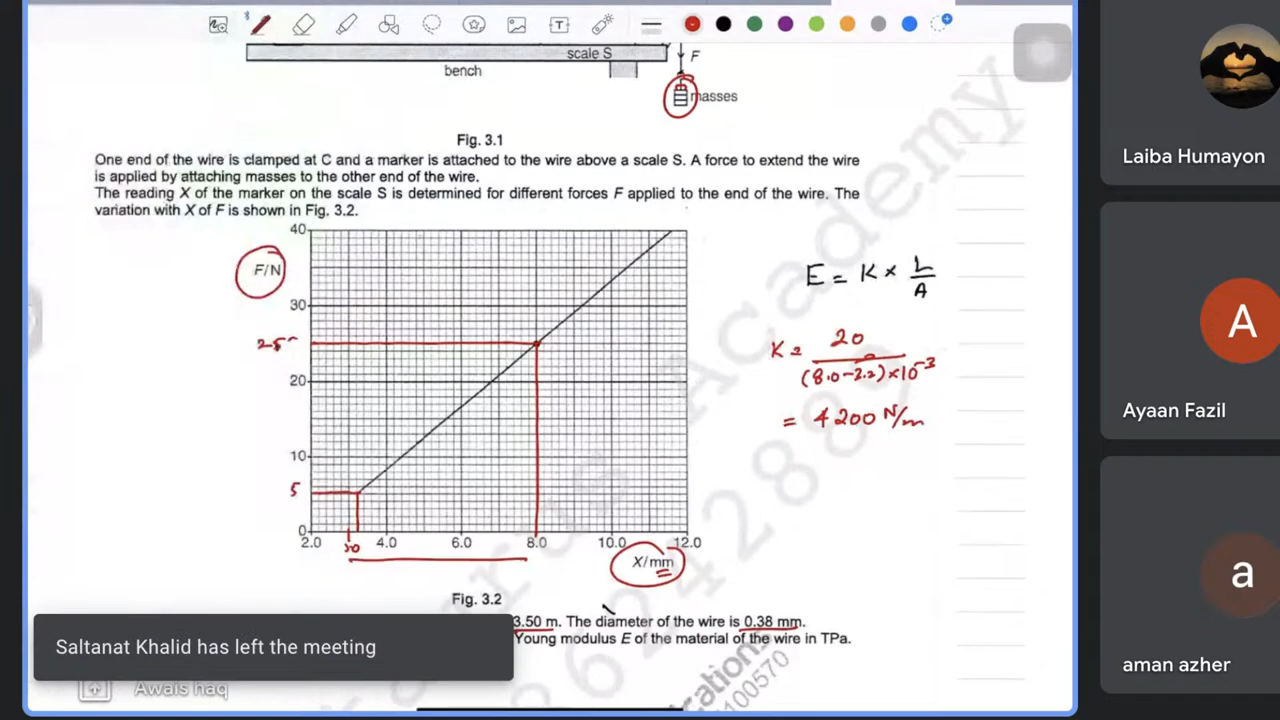 scale S
F
bench
masses
Fig. 3.1
One end of the wire is clamped at C and a marker is attached to the wire above a scale S. A force to extend the wire
is applied by attaching masses to the other end of the wire.
The reading X of the marker on the scale S is determined for different forces F applied to the end of the wire. The
variation with X of F is shown in Fig. 3.2.
40
F/N
30
25
20
10
5
0
2.0 4.0 6.0 8.0 10.0 12.0
30
X/mm
Fig. 3.2
E = K × L/A
K = 20
(8.0-3.2)×10-3
= 4200 N/m
3.50 m. The diameter of the wire is 0.38 mm.
Young modulus E of the material of the wire in TPa.
Saltanat Khalid has left the meeting
Awais haq
Laiba Humayon
A
Ayaan Fazil
a
aman azher
Academy
8624289
100570